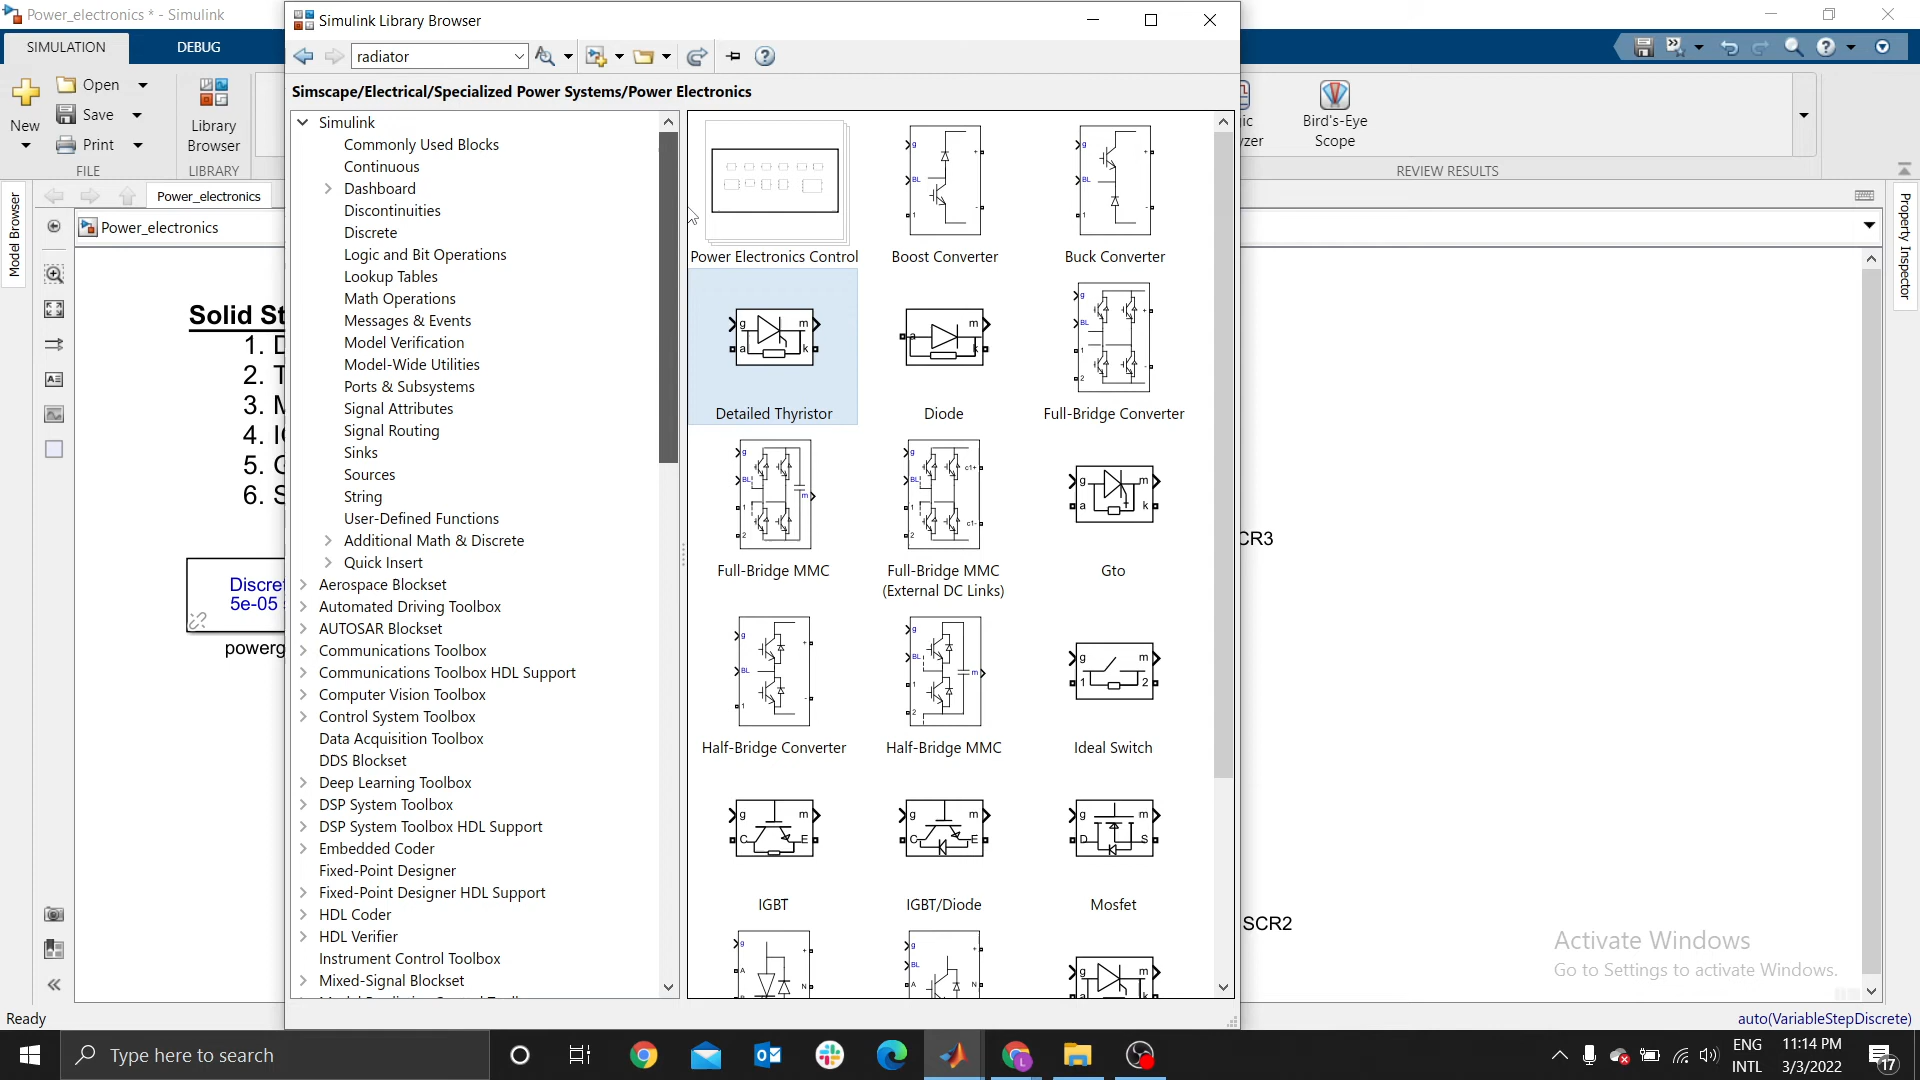 Power_electronics * - Simulink
Simulink Library Browser
SIMULATION
DEBUG
radiator
New
Open
Save
Print
Library
Browser
FILE
LIBRARY
Bird's-Eye
Scope
REVIEW RESULTS
Simscape/Electrical/Specialized Power Systems/Power Electronics
Model Browser
Property Inspector
Power_electronics
Power_electronics
Solid St
1. D
2. T
3. M
4. I
5. G
6. S
Discre
5e-05 s
powerg
Simulink
Commonly Used Blocks
Continuous
Dashboard
Discontinuities
Discrete
Logic and Bit Operations
Lookup Tables
Math Operations
Messages & Events
Model Verification
Model-Wide Utilities
Ports & Subsystems
Signal Attributes
Signal Routing
Sinks
Sources
String
User-Defined Functions
Additional Math & Discrete
Quick Insert
Aerospace Blockset
Automated Driving Toolbox
AUTOSAR Blockset
Communications Toolbox
Communications Toolbox HDL Support
Computer Vision Toolbox
Control System Toolbox
Data Acquisition Toolbox
DDS Blockset
Deep Learning Toolbox
DSP System Toolbox
DSP System Toolbox HDL Support
Embedded Coder
Fixed-Point Designer
Fixed-Point Designer HDL Support
HDL Coder
HDL Verifier
Instrument Control Toolbox
Mixed-Signal Blockset
Power Electronics Control
Boost Converter
Buck Converter
Detailed Thyristor
Diode
Full-Bridge Converter
Full-Bridge MMC
Full-Bridge MMC
(External DC Links)
Gto
Half-Bridge Converter
Half-Bridge MMC
Ideal Switch
IGBT
IGBT/Diode
Mosfet
CR3
SCR2
Activate Windows
Go to Settings to activate Windows.
Ready
auto(VariableStepDiscrete)
Type here to search
ENG
INTL
11:14 PM
3/3/2022
17